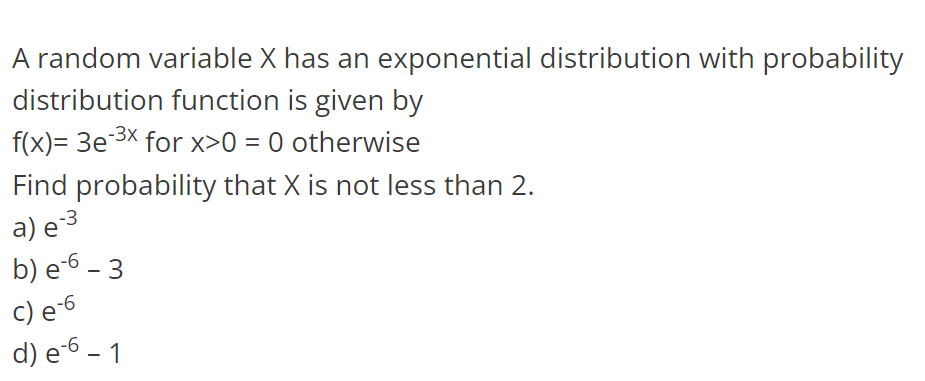 A random variable X has an exponential distribution with probability
distribution function is given by
f(x)= 3e⁻³ˣ for x>0 = 0 otherwise
Find probability that X is not less than 2.
a) e⁻³
b) e⁻⁶ – 3
c) e⁻⁶
d) e⁻⁶ – 1